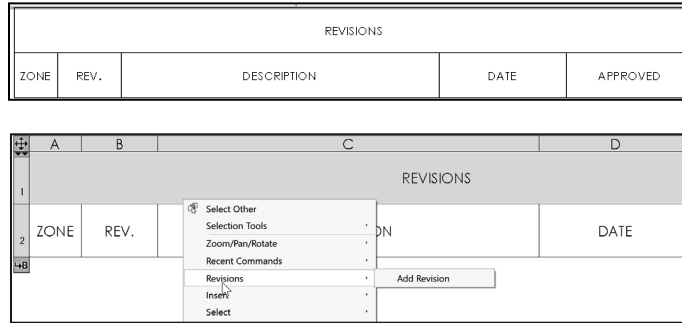 REVISIONS
ZONE REV. DESCRIPTION DATE APPROVED
A B C D
1 REVISIONS
Select Other
Selection Tools
2 ZONE REV. ON DATE
Zoom/Pan/Rotate
Recent Commands
B
Revisions Add Revision
Insert
Select